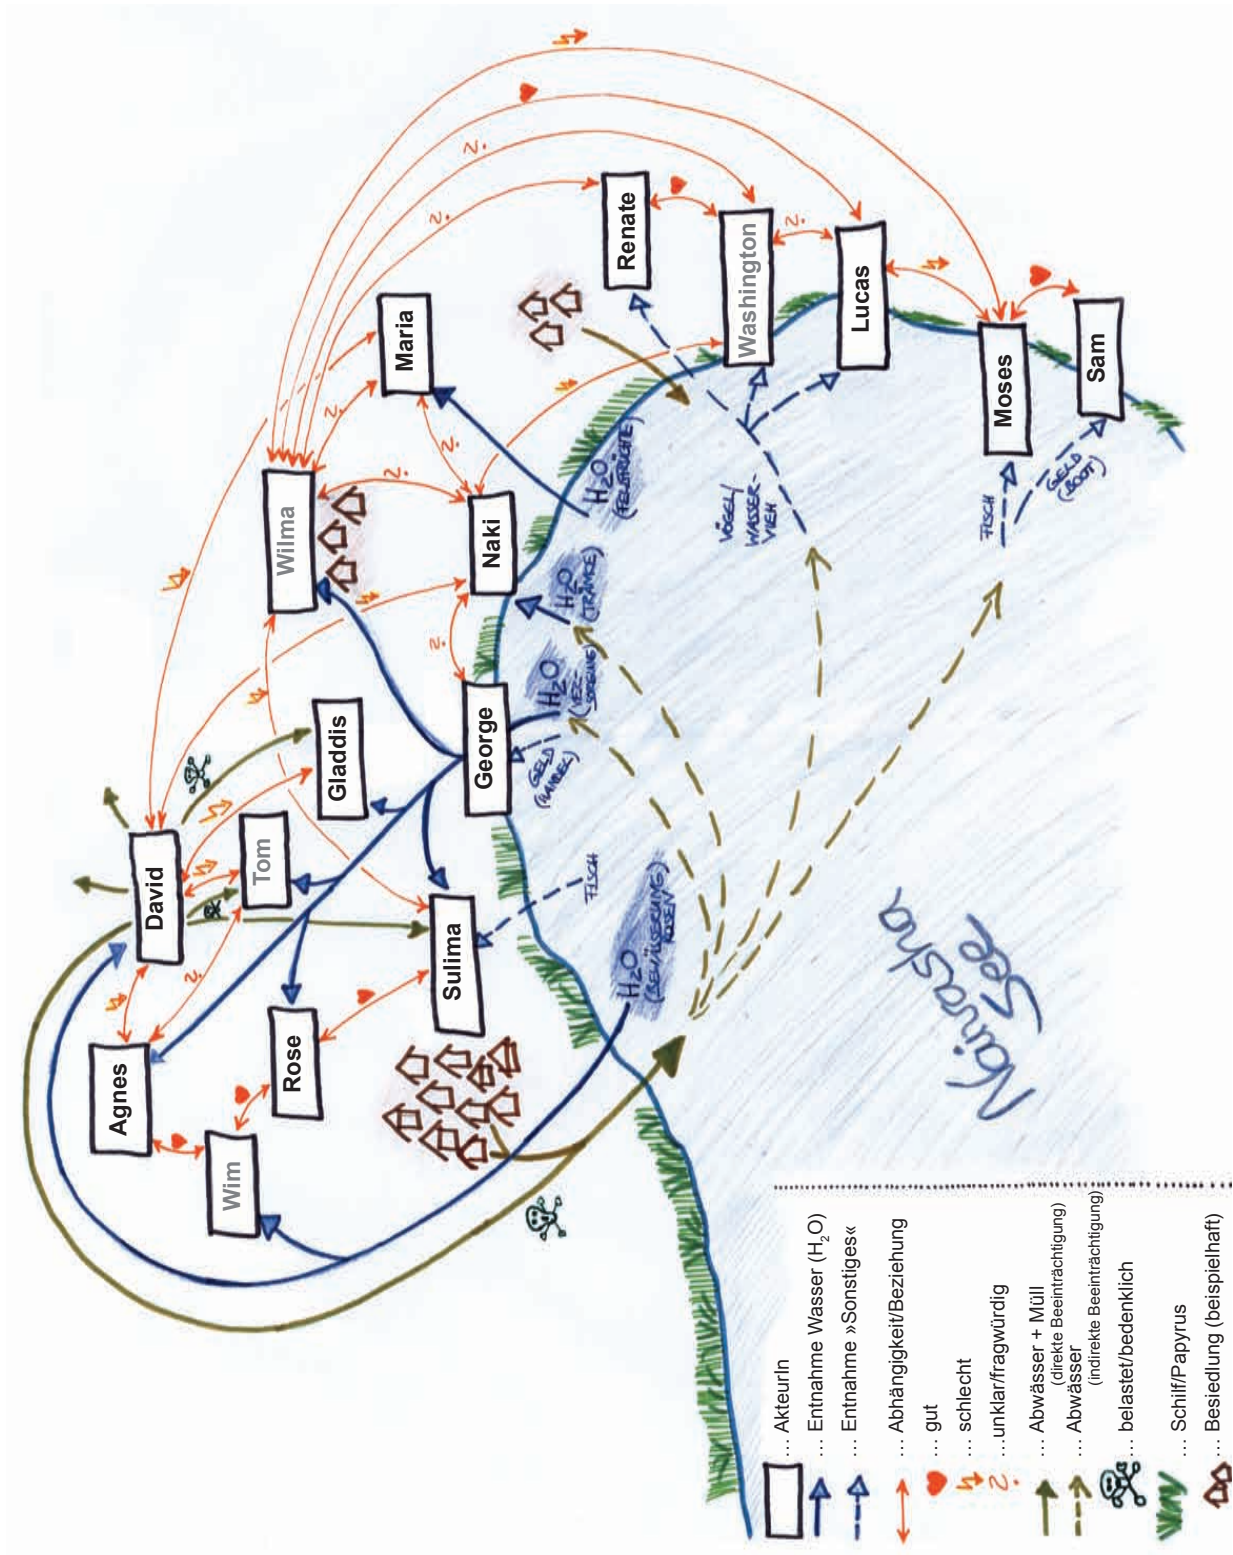 Agnes
David
Wim
Rose
Tom
Gladdis
Wilma
Maria
Sulima
George
Naki
Renate
Washington
Lucas
Moses
Sam
H2O
(BEWÄSSERUNG)
ROSEN
FISCH
GELD
(HANDEL)
H2O
H2O
(TRÄNKE)
H2O
(FELDFRÜCHTE)
VÖGEL/
WASSER-
VIEH
FISCH
GELD
(BOOT)
Naivasha
See
… AkteurIn
… Entnahme Wasser (H2O)
… Entnahme »Sonstiges«
… Abhängigkeit/Beziehung
… gut
… schlecht
…unklar/fragwürdig
… Abwässer + Müll
(direkte Beeinträchtigung)
… Abwässer
(indirekte Beeinträchtigung)
… belastet/bedenklich
… Schilf/Papyrus
… Besiedlung (beispielhaft)